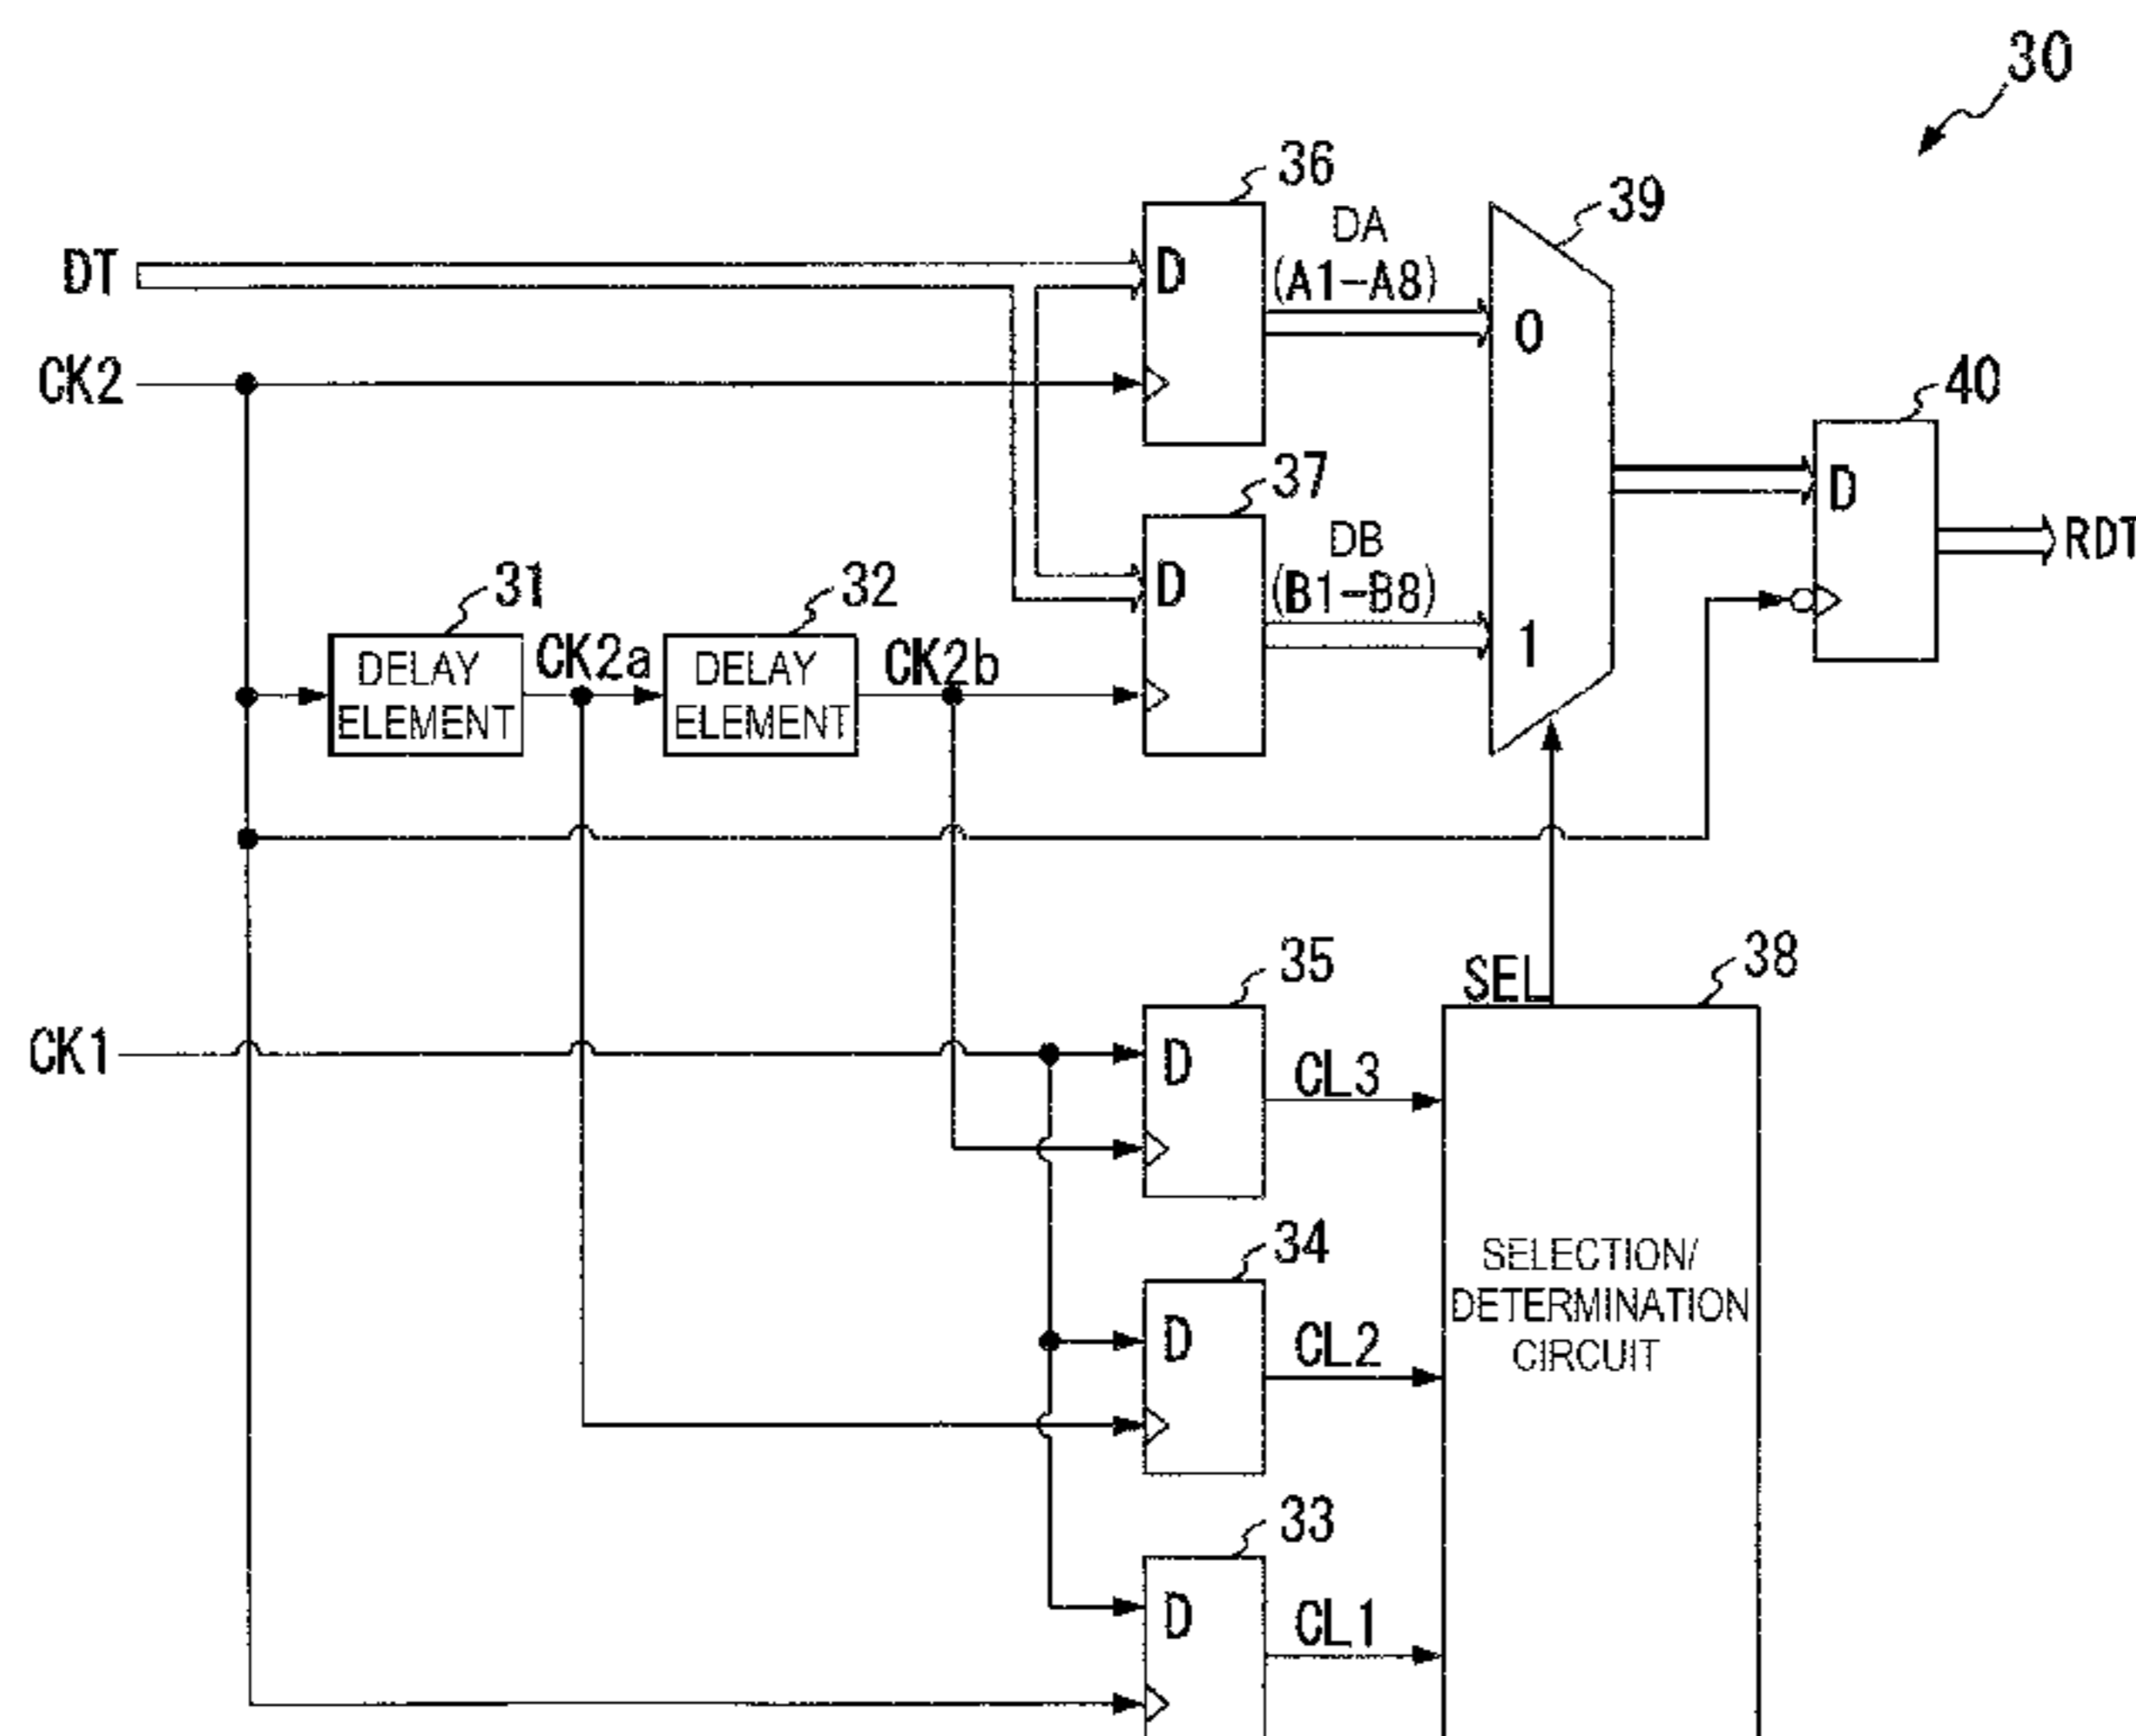 30
36
39
DA
(A1-A8)
DT
D
0
CK2
40
37
D
DB
(B1-B8)
D
RDT
31
32
DELAY
ELEMENT
CK2a
DELAY
ELEMENT
CK2b
1
35
SEL
38
CK1
D
CL3
34
SELECTION/
DETERMINATION
CIRCUIT
D
CL2
33
D
CL1